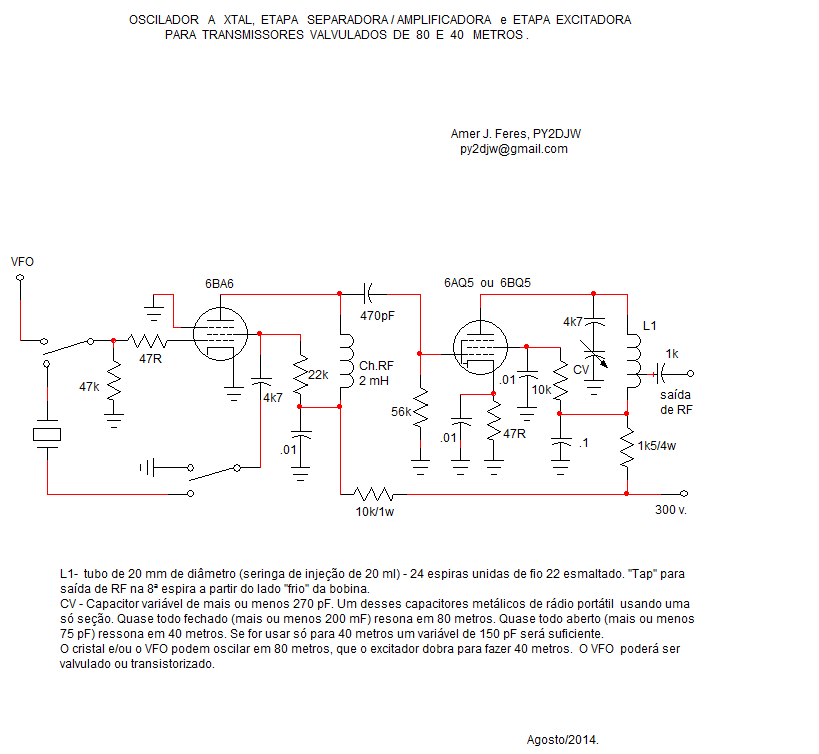 OSCILADOR A XTAL, ETAPA SEPARADORA / AMPLIFICADORA e ETAPA EXCITADORA
PARA TRANSMISSORES VALVULADOS DE 80 E 40 METROS .
Amer J. Feres, PY2DJW
py2djw@gmail.com
VFO
6BA6
6AQ5 ou 6BQ5
470pF
4k7
L1
47R
1k
Ch.RF
2 mH
22k
CV
.01
10k
47k
4k7
saída
de RF
56k
.01
47R
.1
1k5/4w
.01
10k/1w
300 v.
L1- tubo de 20 mm de diâmetro (seringa de injeção de 20 ml) - 24 espiras unidas de fio 22 esmaltado. "Tap" para
saída de RF na 8ª espira a partir do lado "frio" da bobina.
CV - Capacitor variável de mais ou menos 270 pF. Um desses capacitores metálicos de rádio portátil usando uma
só seção. Quase todo fechado (mais ou menos 200 mF) resona em 80 metros. Quase todo aberto (mais ou menos
75 pF) ressona em 40 metros. Se for usar só para 40 metros um variável de 150 pF será suficiente.
O cristal e/ou o VFO podem oscilar em 80 metros, que o excitador dobra para fazer 40 metros. O VFO poderá ser
valvulado ou transistorizado.
Agosto/2014.